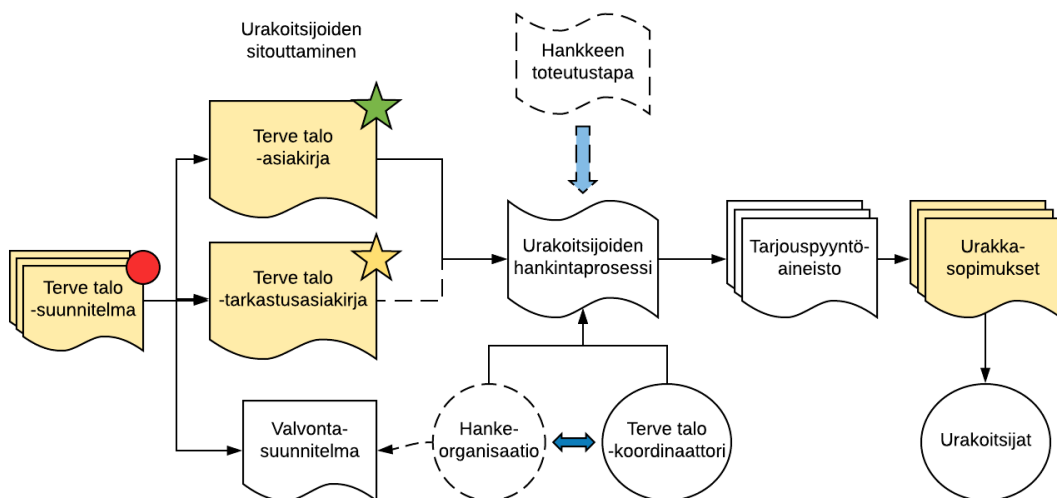 Urakoitsijoiden
sitouttaminen
Hankkeen
toteutustapa
Terve talo
-asiakirja
Terve talo
-suunnitelma
Terve talo
-tarkastusasiakirja
Urakoitsijoiden
hankintaprosessi
Tarjouspyyntö-
aineisto
Urakka-
sopimukset
Valvonta-
suunnitelma
Hanke-
organisaatio
Terve talo
-koordinaattori
Urakoitsijat